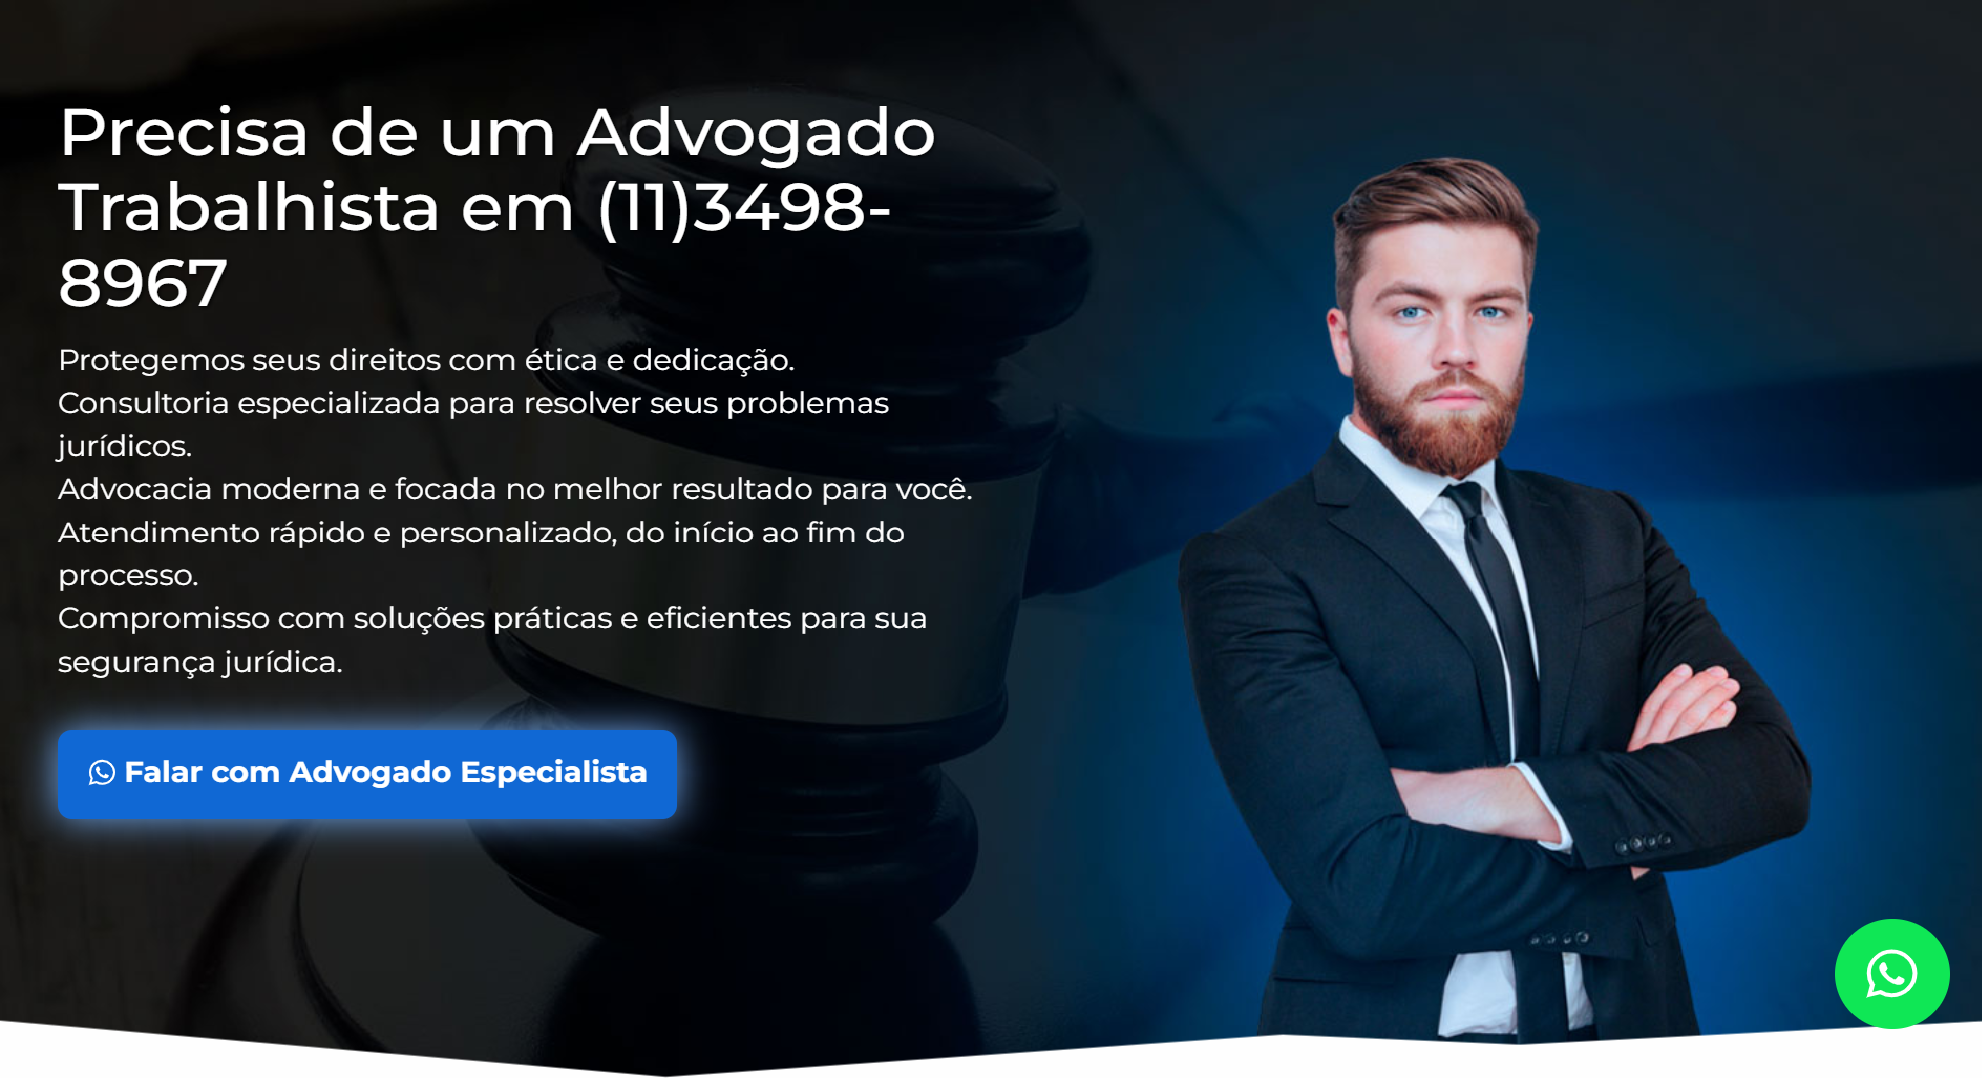 Precisa de um Advogado
Trabalhista em (11)3498-
8967
Protegemos seus direitos com ética e dedicação.
Consultoria especializada para resolver seus problemas
jurídicos.
Advocacia moderna e focada no melhor resultado para você.
Atendimento rápido e personalizado, do início ao fim do
processo.
Compromisso com soluções práticas e eficientes para sua
segurança jurídica.
Falar com Advogado Especialista